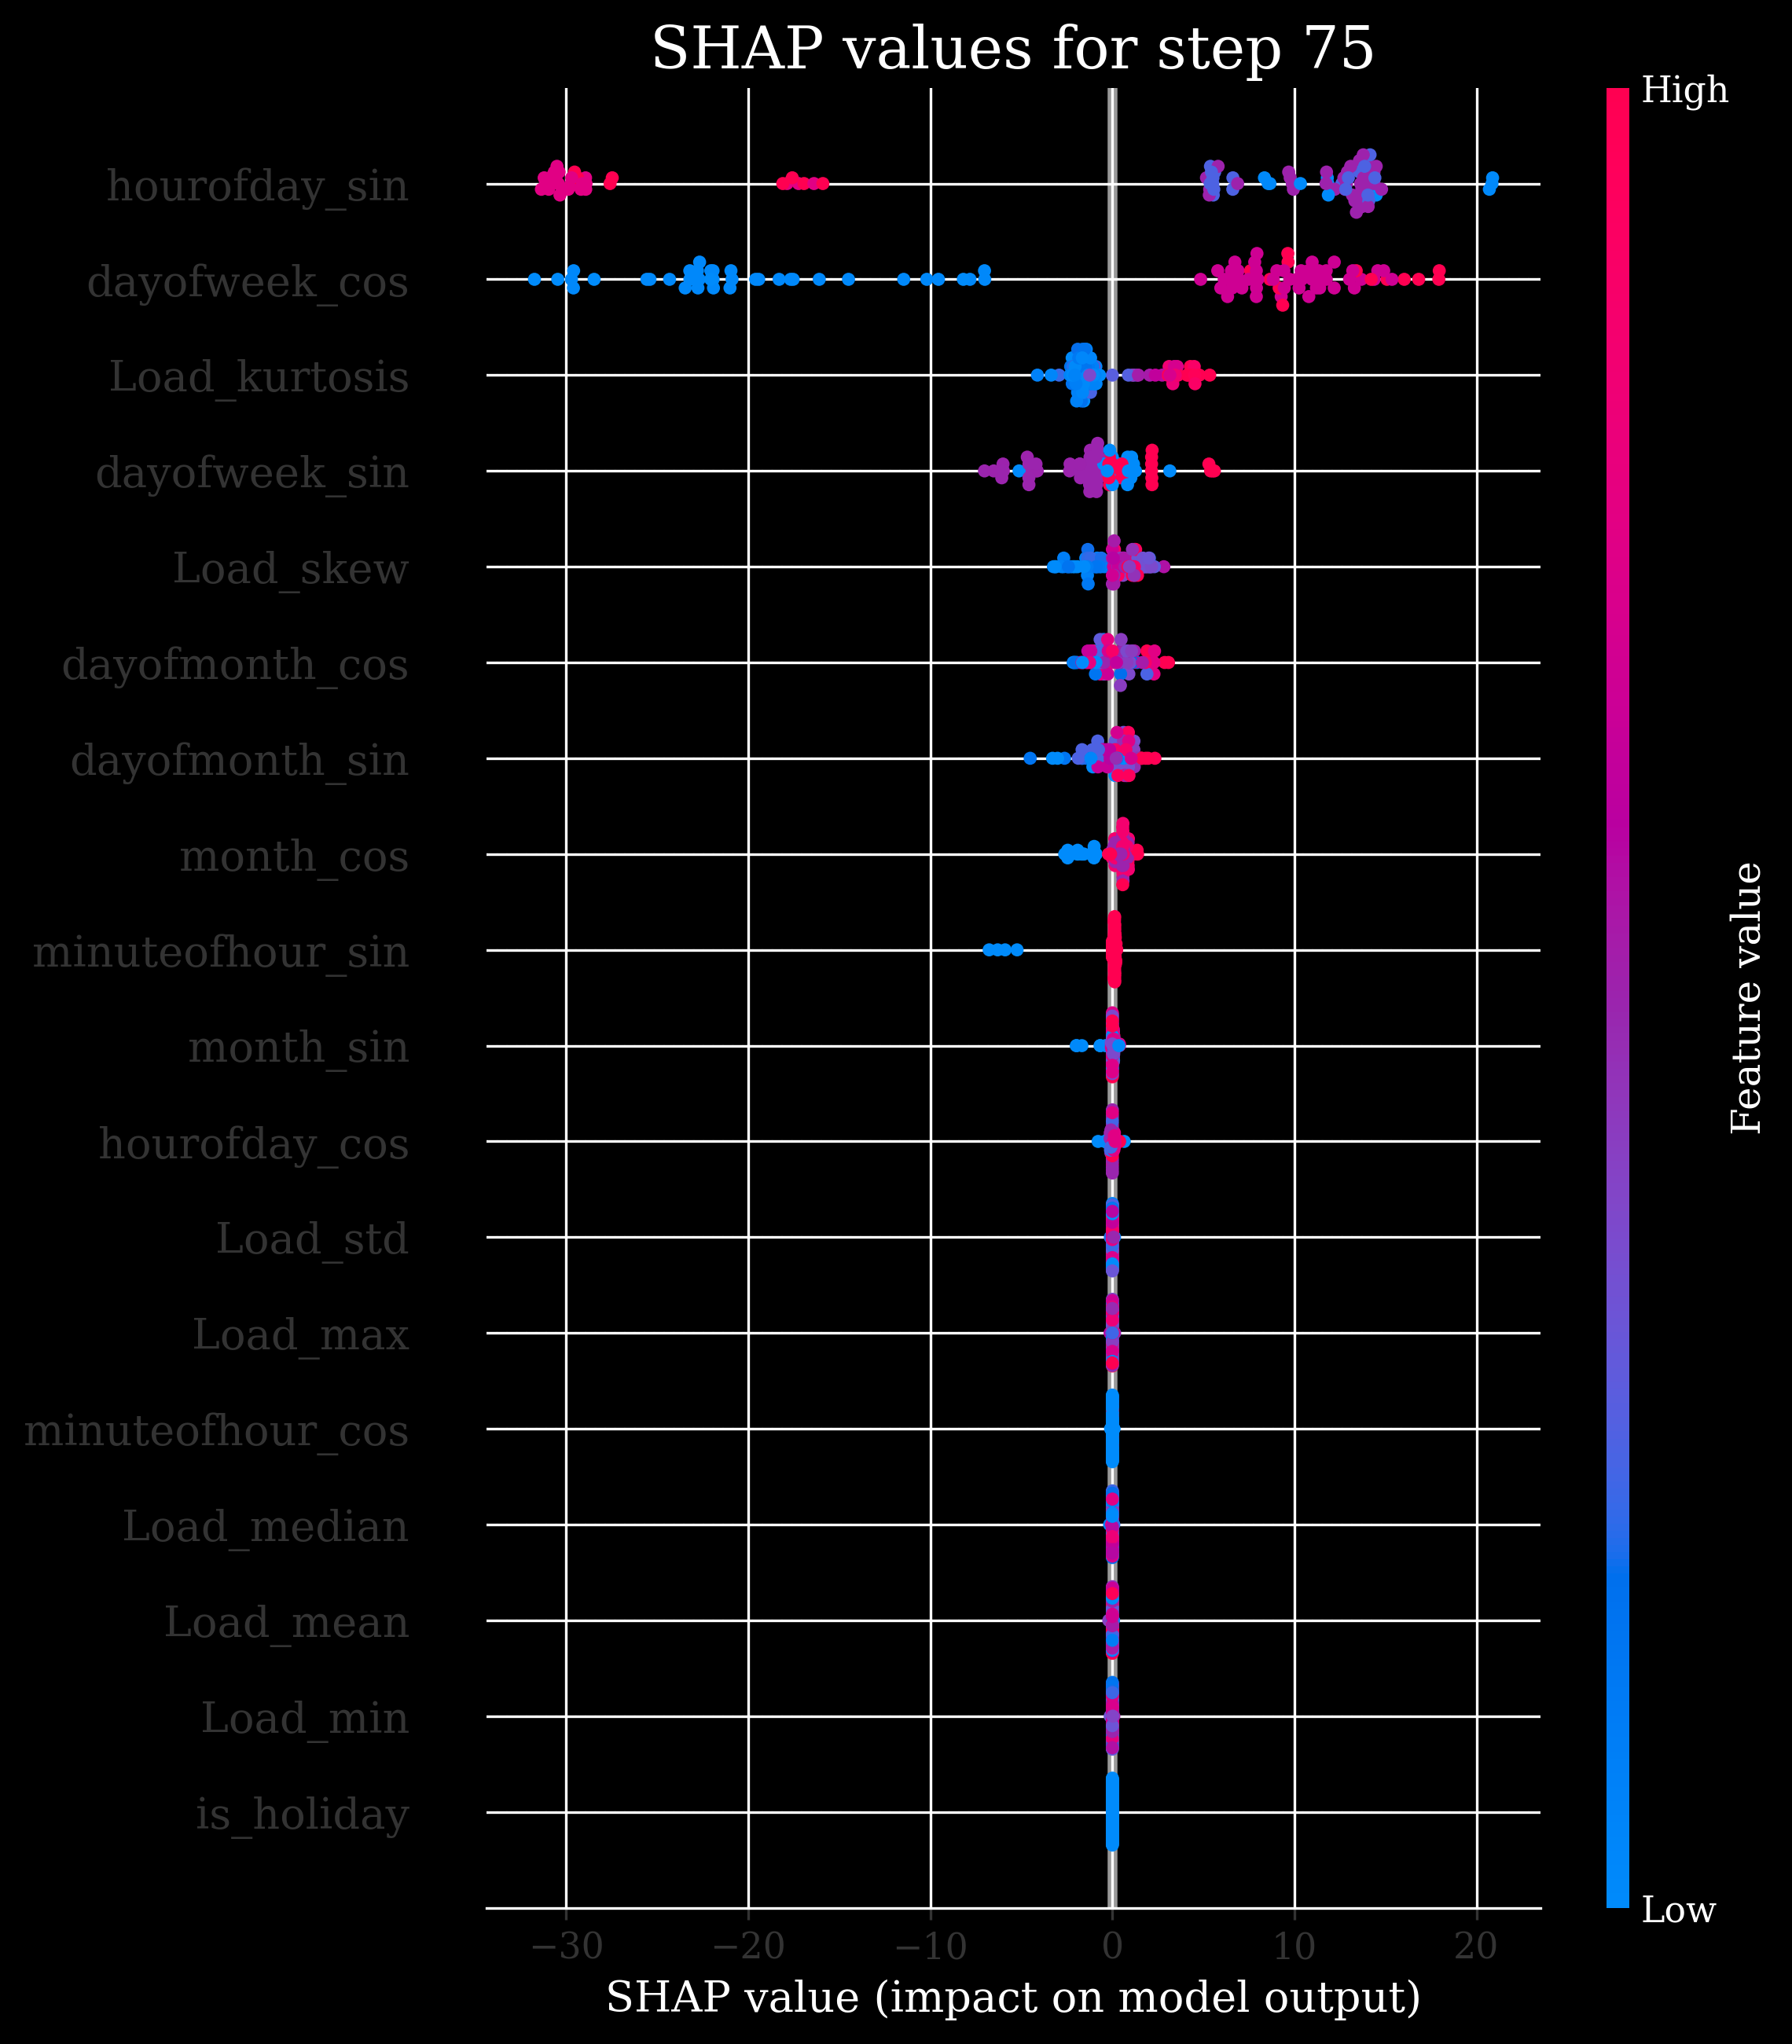 SHAP values for step 75
High
hourofday_sin
dayofweek_cos
Load_kurtosis
dayofweek_sin
Load_skew
dayofmonth_cos
dayofmonth_sin
month_cos
minuteofhour_sin
month_sin
hourofday_cos
Load_std
Load_max
minuteofhour_cos
Load_median
Load_mean
Load_min
is_holiday
Feature value
Low
−30 −20 −10 0 10 20
SHAP value (impact on model output)